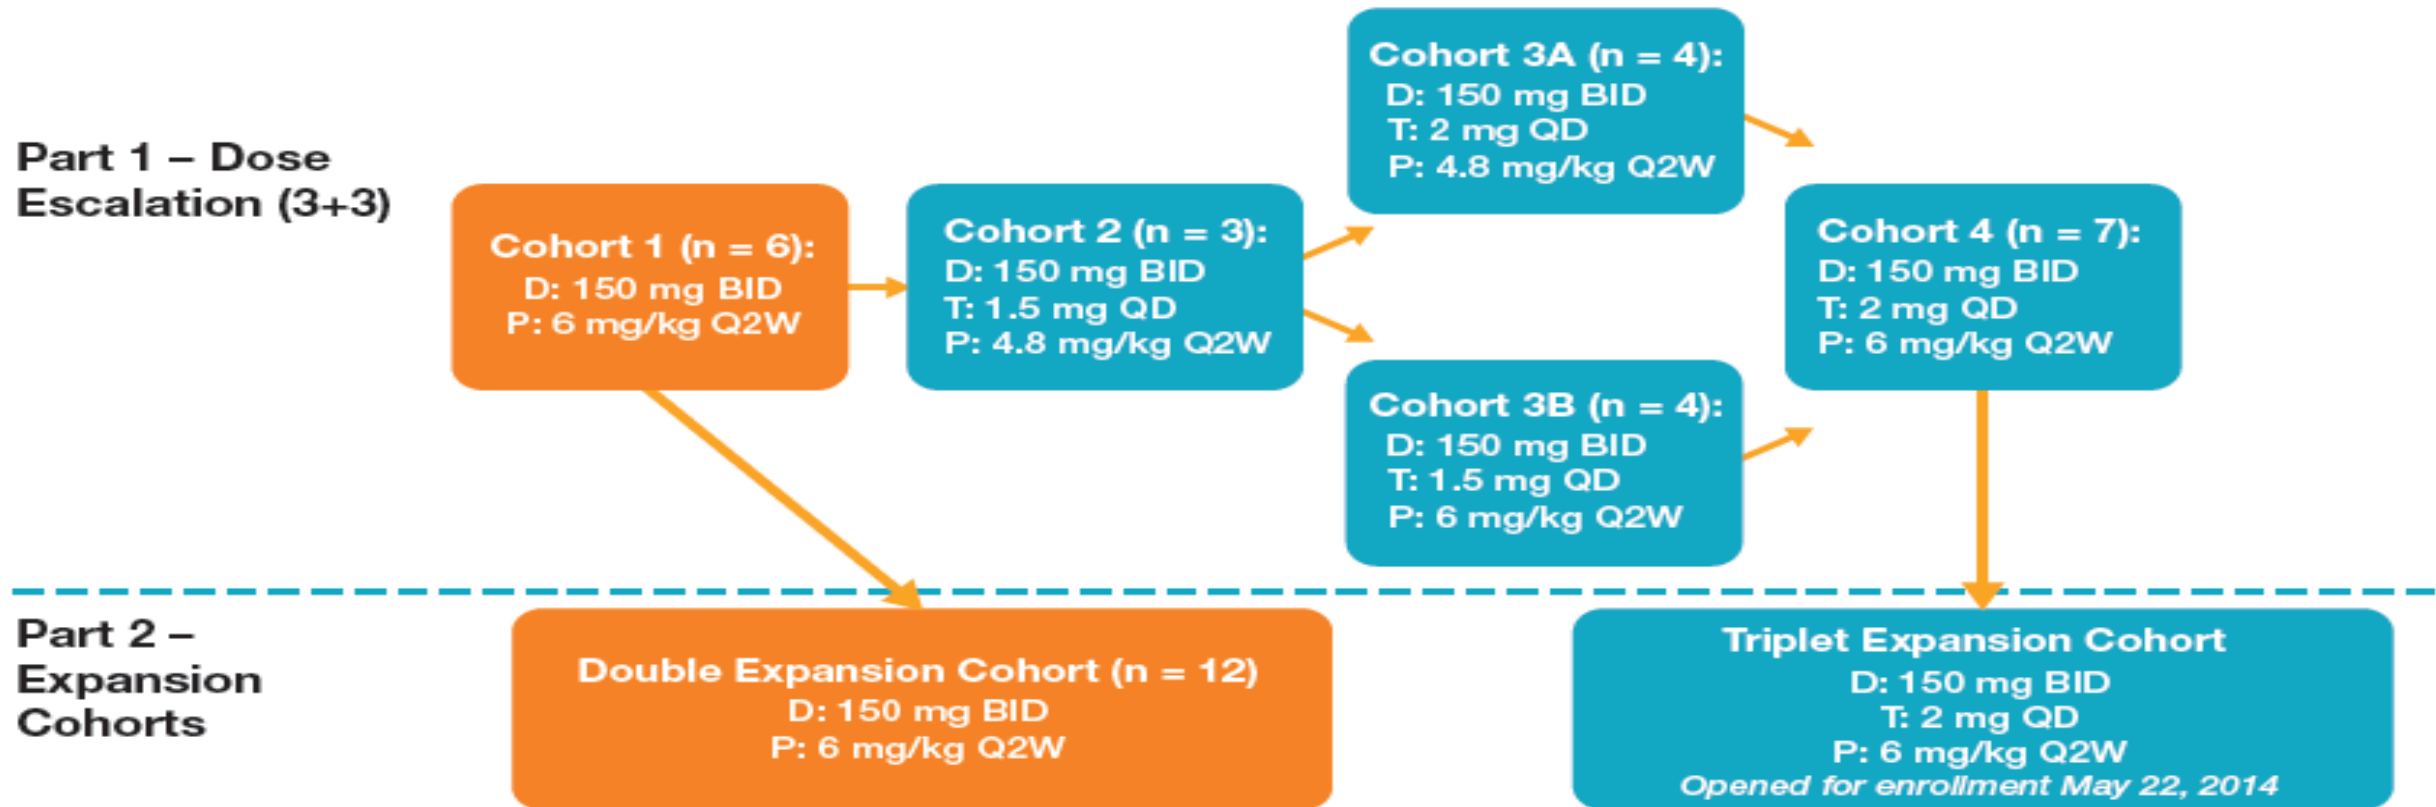 Part 1 – Dose
Escalation (3+3)
Cohort 1 (n = 6):
D: 150 mg BID
P: 6 mg/kg Q2W
Cohort 2 (n = 3):
D: 150 mg BID
T: 1.5 mg QD
P: 4.8 mg/kg Q2W
Cohort 3A (n = 4):
D: 150 mg BID
T: 2 mg QD
P: 4.8 mg/kg Q2W
Cohort 3B (n = 4):
D: 150 mg BID
T: 1.5 mg QD
P: 6 mg/kg Q2W
Cohort 4 (n = 7):
D: 150 mg BID
T: 2 mg QD
P: 6 mg/kg Q2W
Part 2 –
Expansion
Cohorts
Double Expansion Cohort (n = 12)
D: 150 mg BID
P: 6 mg/kg Q2W
Triplet Expansion Cohort
D: 150 mg BID
T: 2 mg QD
P: 6 mg/kg Q2W
Opened for enrollment May 22, 2014